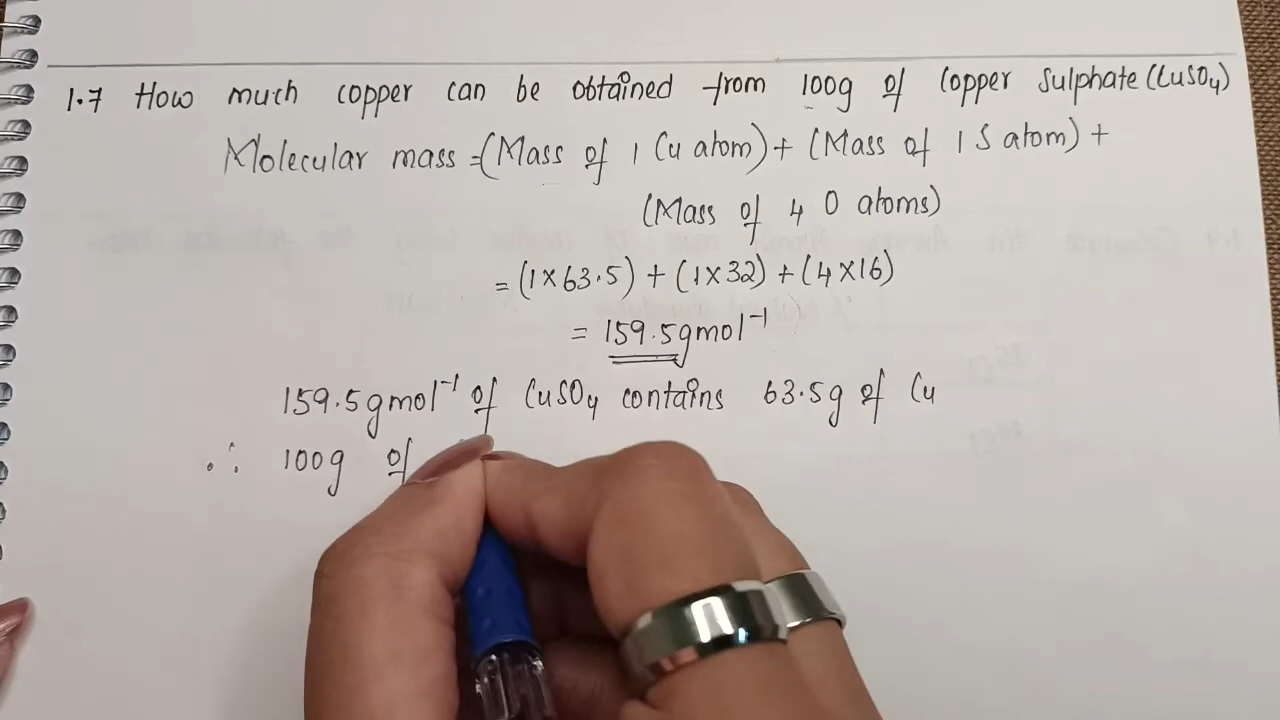 1.7 How much copper can be obtained from 100g of Copper Sulphate (CuSO4)
Molecular mass =(Mass of 1 Cu atom) + (Mass of 1 S atom) +
(Mass of 4 O atoms)
= (1×63.5) + (1×32) + (4×16)
= 159.5gmol⁻¹
159.5gmol⁻¹ of CuSO4 contains 63.5g of Cu
∴ 100g of